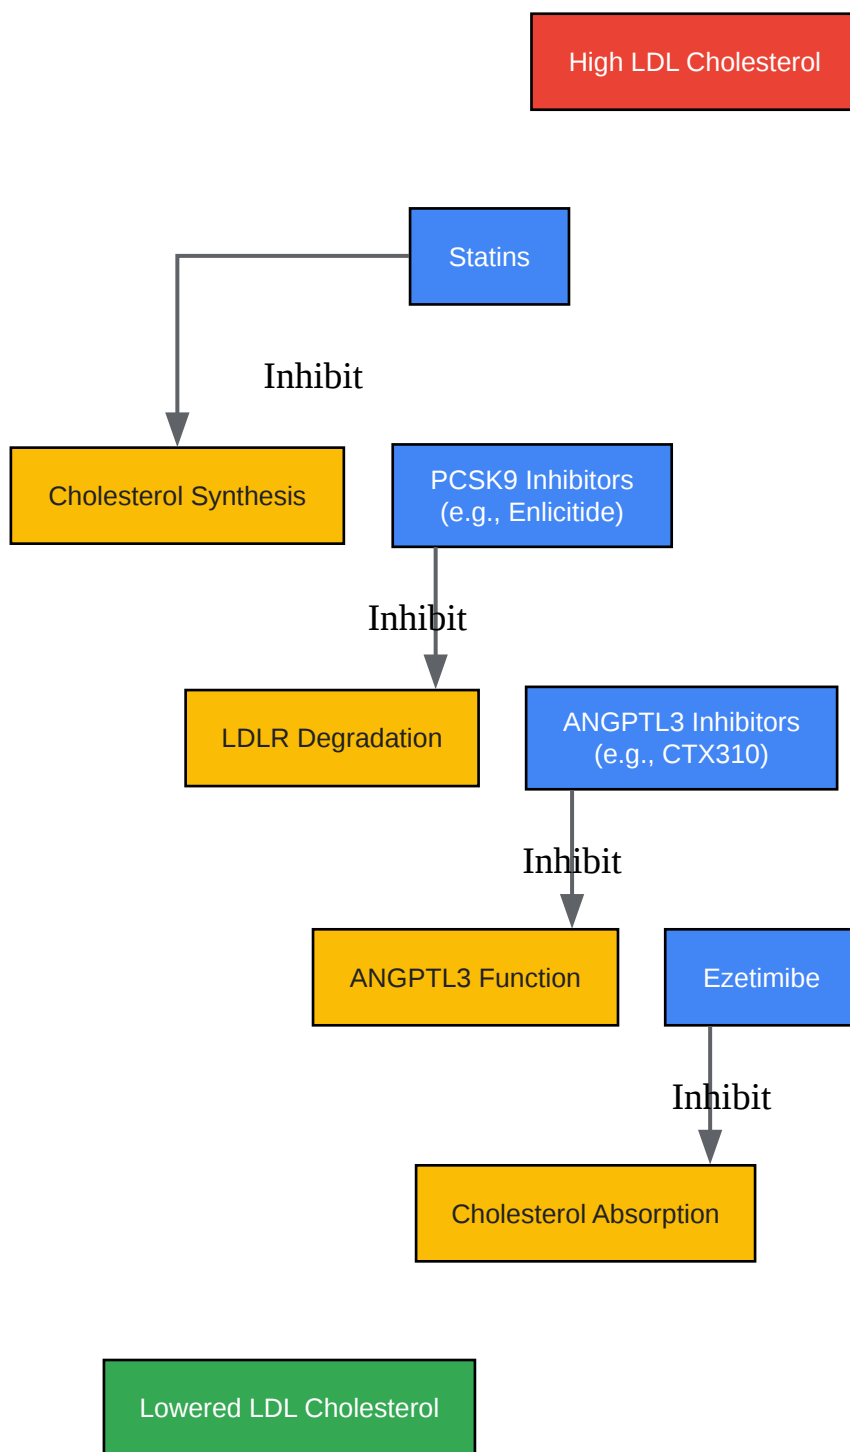 High LDL Cholesterol
Statins
Inhibit
Cholesterol Synthesis
PCSK9 Inhibitors
(e.g., Enlicitide)
Inhibit
LDLR Degradation
ANGPTL3 Inhibitors
(e.g., CTX310)
Inhibit
ANGPTL3 Function
Ezetimibe
Inhibit
Cholesterol Absorption
Lowered LDL Cholesterol